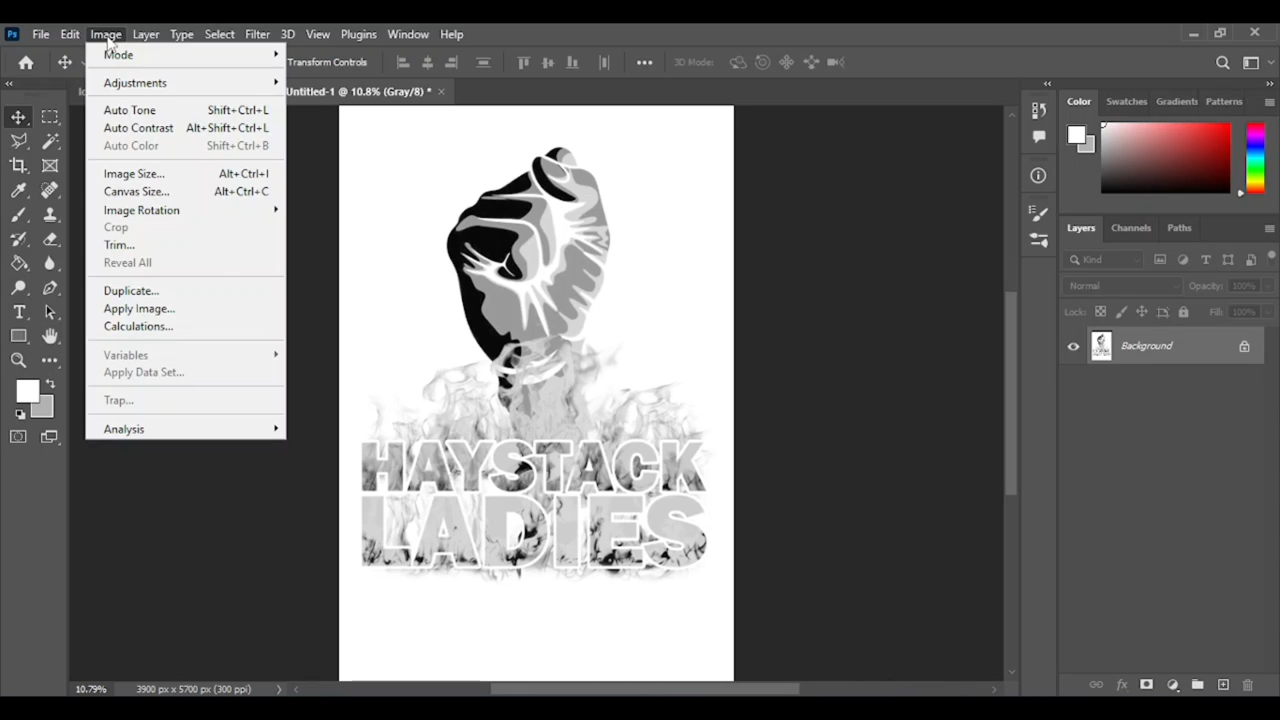 Ps File Edit Image Layer Type Select Filter 3D View Plugins Window Help
Transform Controls 3D Mode:
Untitled-1 @ 10.8% (Gray/8) * ×
Mode
Adjustments
Auto Tone Shift+Ctrl+L
Auto Contrast Alt+Shift+Ctrl+L
Auto Color Shift+Ctrl+B
Image Size... Alt+Ctrl+I
Canvas Size... Alt+Ctrl+C
Image Rotation
Crop
Trim...
Reveal All
Duplicate...
Apply Image...
Calculations...
Variables
Apply Data Set...
Trap...
Analysis
HAYSTACK
LADIES
Color Swatches Gradients Patterns
Layers Channels Paths
Kind
Normal Opacity: 100%
Lock: Fill: 100%
Background
10.79% 3900 px x 5700 px (300 ppi)